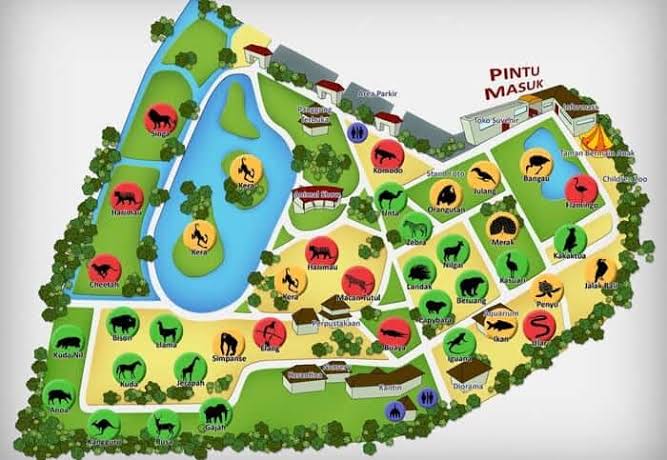 PINTU
MASUK
Area Parkir
Informasi
Toko Suvenir
Panggung
Terbuka
Taman Bermain Anak
Singa
Komodo
Stand Foto
Julang
Bangau
Children Zoo
Kera
Harimau
Animal Show
Unta
Orangutan
Flamingo
Kera
Zebra
Merak
Kakaktua
Cheetah
Harimau
Nilgai
Kasuari
Jalak Bali
Kera
Macan Tutul
Landak
Beruang
Penyu
Bison
Llama
Perpustakaan
Kapybara
Aquarium
Ikan
Ular
Kuda Nil
Simpanse
Elang
Buaya
Iguana
Kuda
Jerapah
Karantina
Kantin
Diorama
Anoa
Kangguru
Rusa
Gajah